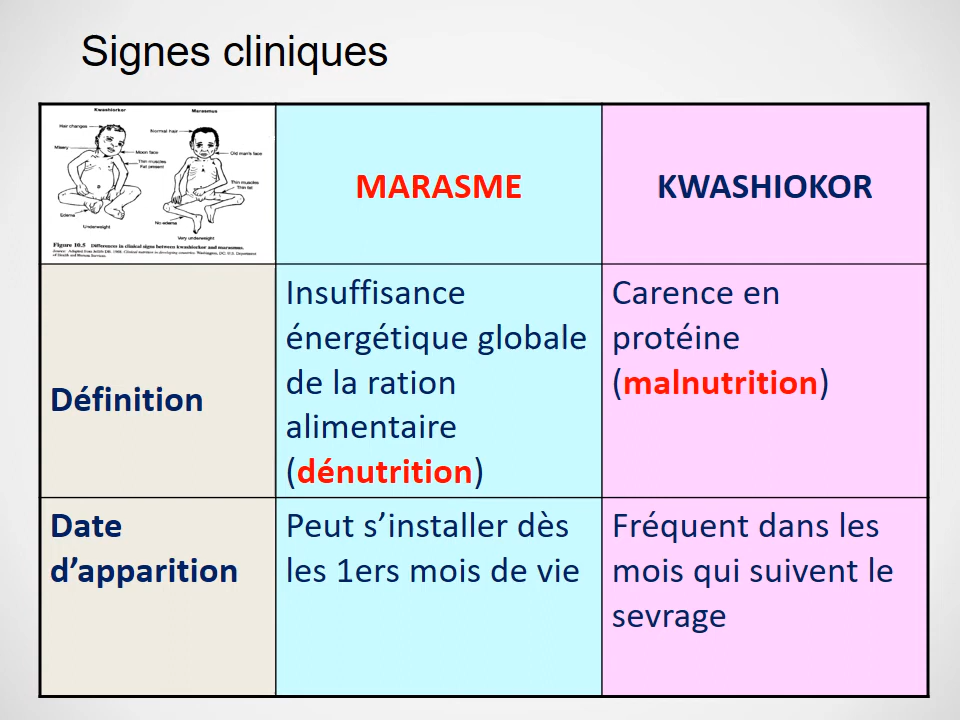 Signes cliniques
Kwashiorkor
Marasmus
Hair changes
Normal hair
Misery
Moon face
Old man's face
Thin muscles
Fat present
Thin muscles
Thin fat
Edema
No edema
Underweight
Very underweight
Figure 10.5 Differences in clinical signs between kwashiorkor and marasmus.
MARASME
KWASHIOKOR
Définition
Insuffisance
énergétique globale
de la ration
alimentaire
(dénutrition)
Carence en
protéine
(malnutrition)
Date
d’apparition
Peut s’installer dès
les 1ers mois de vie
Fréquent dans les
mois qui suivent le
sevrage